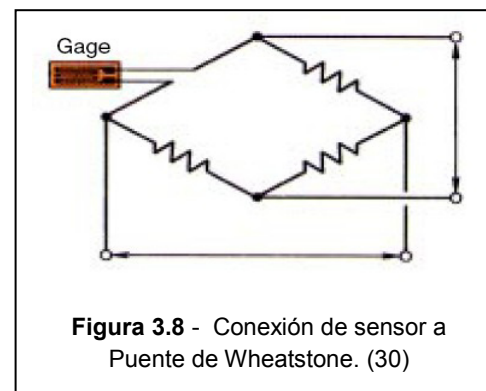 Gage
Figura 3.8 - Conexión de sensor a
Puente de Wheatstone. (30)